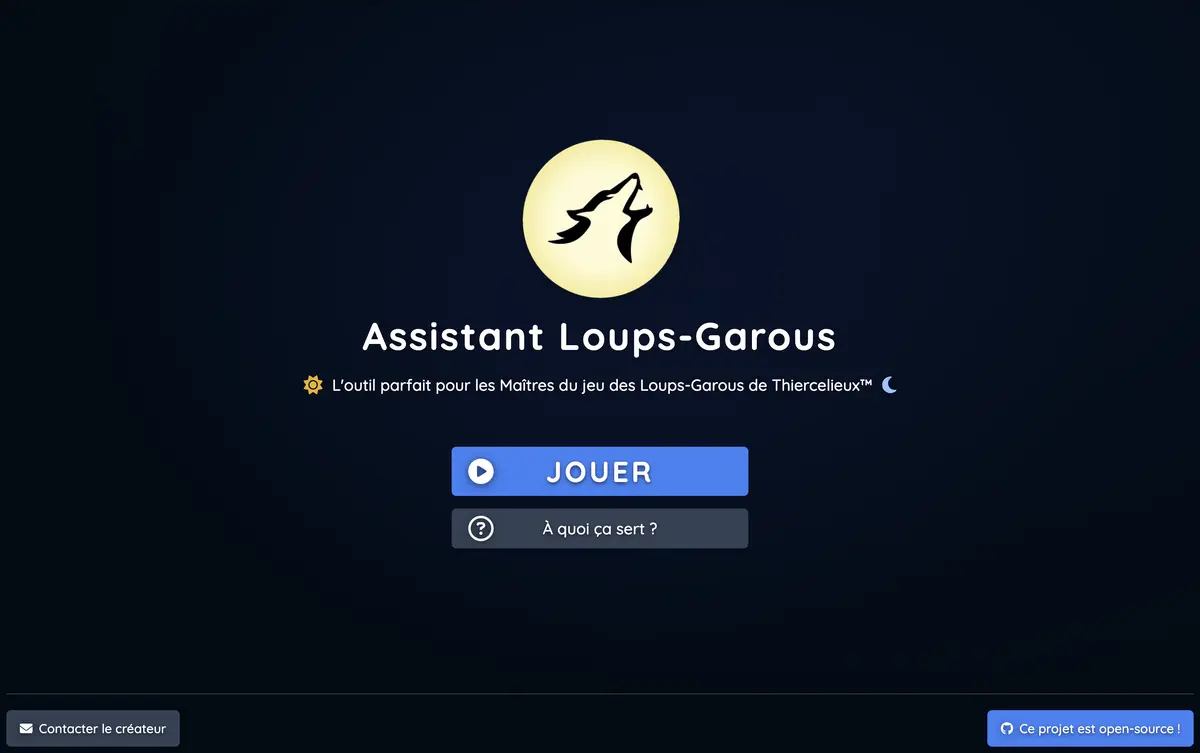 Assistant Loups-Garous
L'outil parfait pour les Maîtres du jeu des Loups-Garous de Thiercelieux™
JOUER
À quoi ça sert ?
Contacter le créateur
Ce projet est open-source !